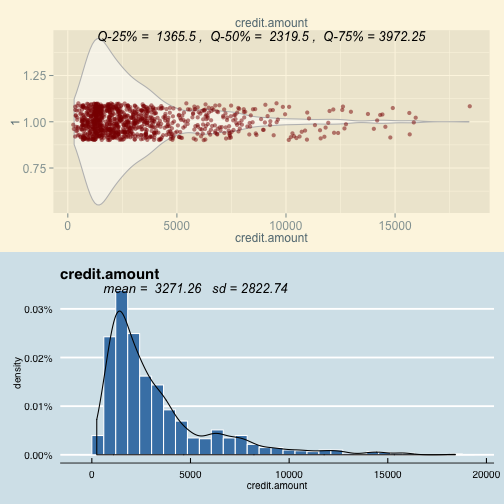 credit.amount
Q-25% = 1365.5 , Q-50% = 2319.5 , Q-75% = 3972.25
1.25
1.00
0.75
1
0 5000 10000 15000
credit.amount
credit.amount
mean = 3271.26 sd = 2822.74
0.03%
0.02%
0.01%
0.00%
density
0 5000 10000 15000 20000
credit.amount